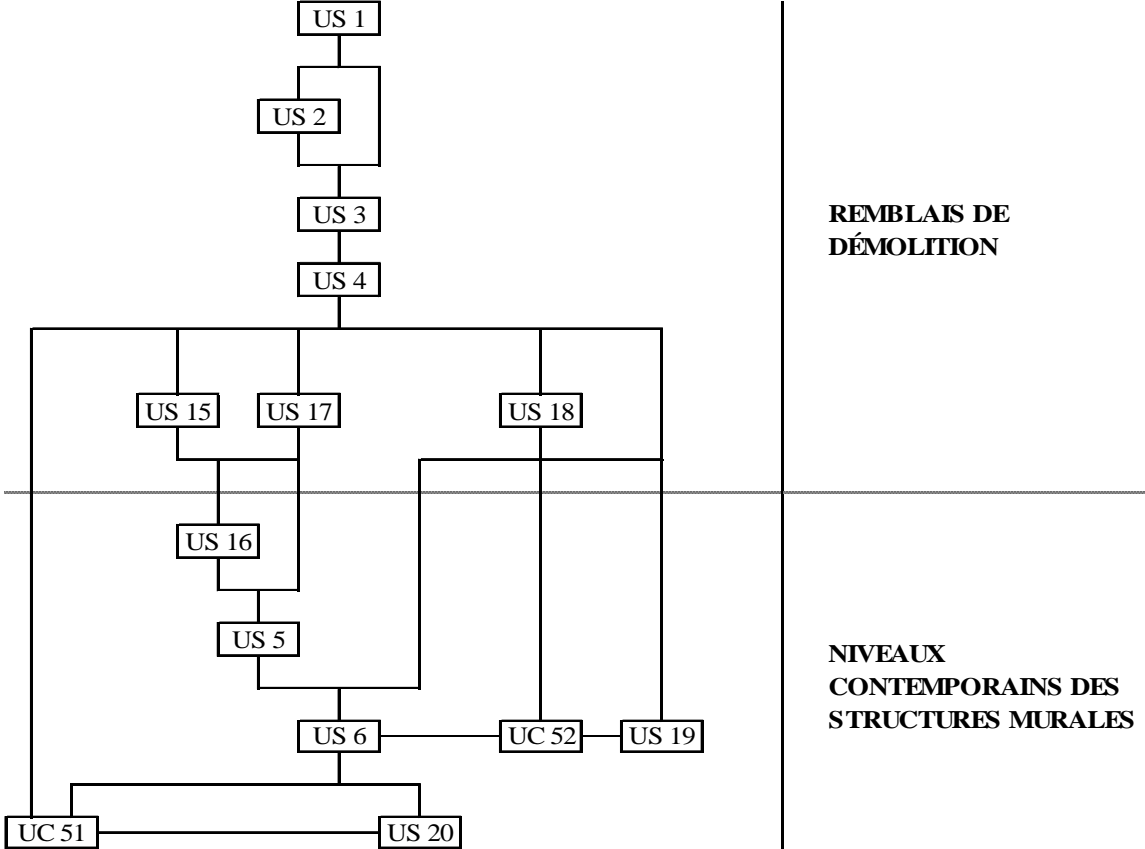 US 1
US 2
US 3
REMBLAIS DE
DÉMOLITION
US 4
US 15
US 17
US 18
US 16
US 5
NIVEAUX
CONTEMPORAINS DES
STRUCTURES MURALES
US 6
UC 52
US 19
UC 51
US 20